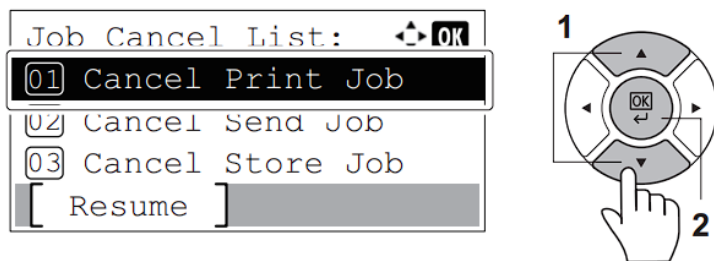 Job Cancel List: OK
01 Cancel Print Job
02 Cancel Send Job
03 Cancel Store Job
[ Resume ]
1
OK
2